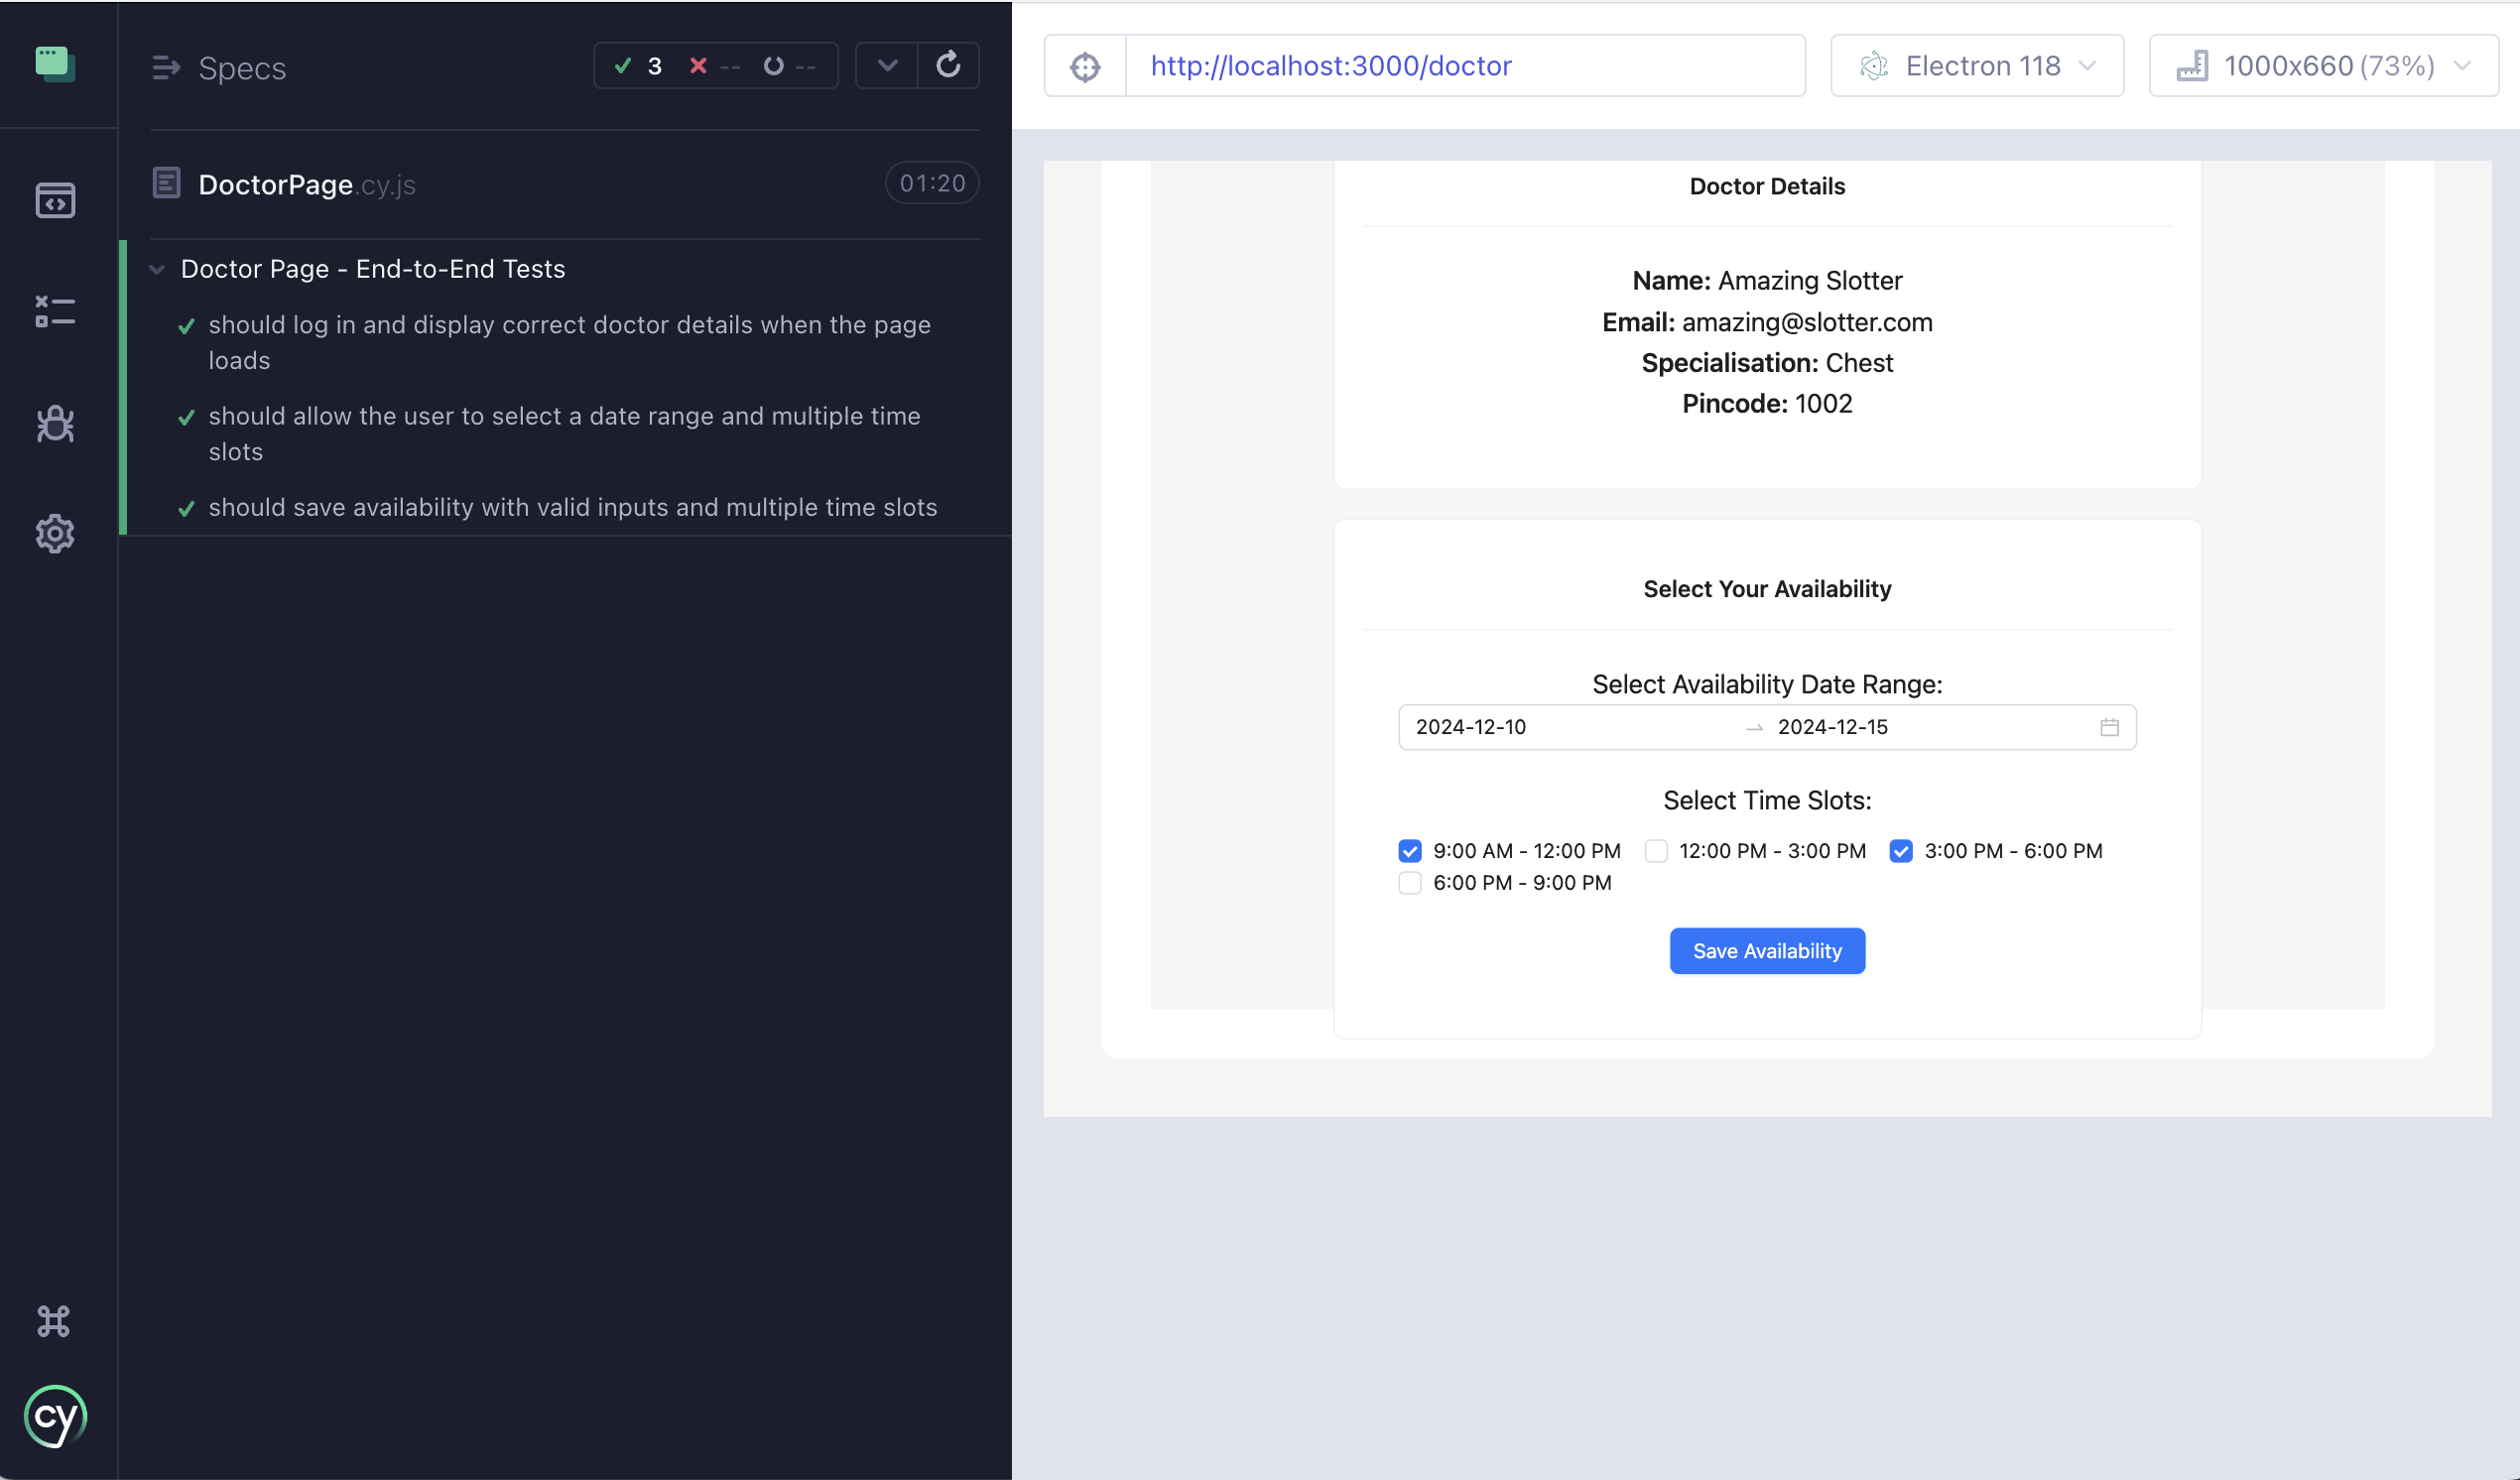 Specs
3 -- --
DoctorPage.cy.js
01:20
Doctor Page - End-to-End Tests
should log in and display correct doctor details when the page
loads
should allow the user to select a date range and multiple time
slots
should save availability with valid inputs and multiple time slots
cy
http://localhost:3000/doctor
Electron 118
1000x660 (73%)
Doctor Details
Name: Amazing Slotter
Email: amazing@slotter.com
Specialisation: Chest
Pincode: 1002
Select Your Availability
Select Availability Date Range:
2024-12-10 → 2024-12-15
Select Time Slots:
9:00 AM - 12:00 PM 12:00 PM - 3:00 PM 3:00 PM - 6:00 PM
6:00 PM - 9:00 PM
Save Availability